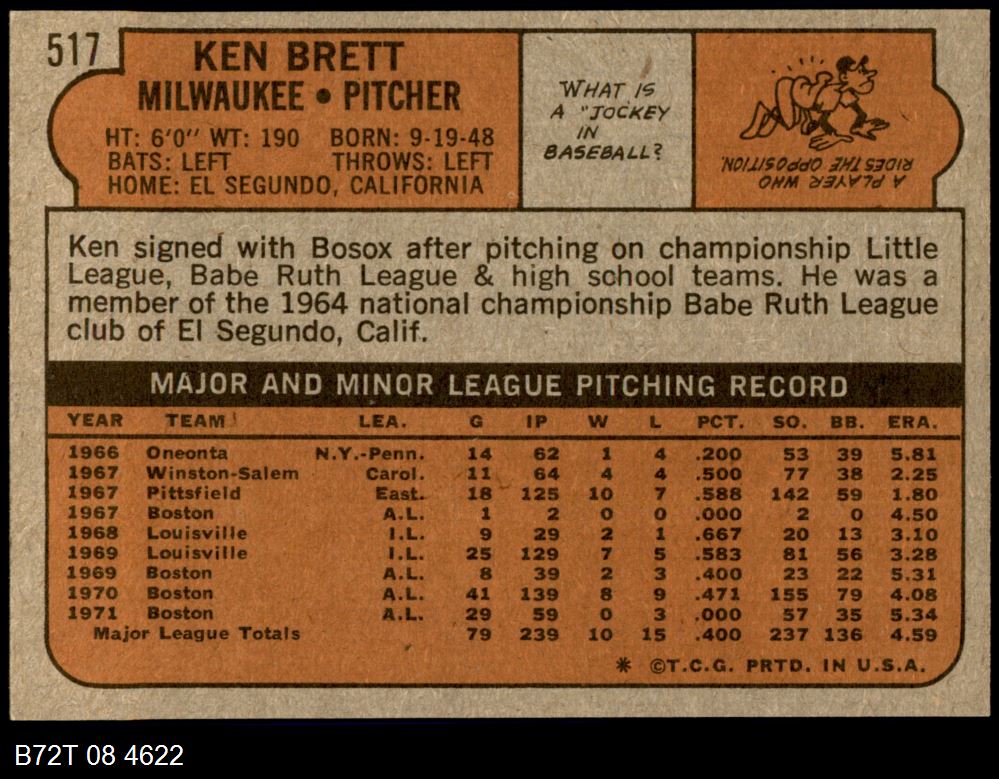 517
KEN BRETT
MILWAUKEE • PITCHER
HT: 6'0" WT: 190 BORN: 9-19-48
BATS: LEFT THROWS: LEFT
HOME: EL SEGUNDO, CALIFORNIA
WHAT IS
A "JOCKEY
IN
BASEBALL?
A PLAYER WHO
RIDES THE OPPOSITION.
Ken signed with Bosox after pitching on championship Little
League, Babe Ruth League & high school teams. He was a
member of the 1964 national championship Babe Ruth League
club of El Segundo, Calif.
MAJOR AND MINOR LEAGUE PITCHING RECORD
YEAR TEAM LEA. G IP W L PCT. SO. BB. ERA.
1966 Oneonta N.Y.-Penn. 14 62 1 4 .200 53 39 5.81
1967 Winston-Salem Carol. 11 64 4 4 .500 77 38 2.25
1967 Pittsfield East. 18 125 10 7 .588 142 59 1.80
1967 Boston A.L. 1 2 0 0 .000 2 0 4.50
1968 Louisville I.L. 9 29 2 1 .667 20 13 3.10
1969 Louisville I.L. 25 129 7 5 .583 81 56 3.28
1969 Boston A.L. 8 39 2 3 .400 23 22 5.31
1970 Boston A.L. 41 139 8 9 .471 155 79 4.08
1971 Boston A.L. 29 59 0 3 .000 57 35 5.34
Major League Totals 79 239 10 15 .400 237 136 4.59
* ©T.C.G. PRTD. IN U.S.A.
B72T 08 4622